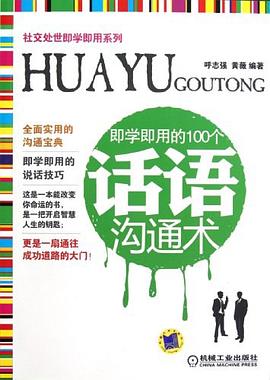 社交处世即学即用系列
HUAYU
GOUTONG
呼志强 黄薇 编著
全面实用的
沟通宝典
即学即用的
说话技巧
这是一本能改变
你命运的书,
是一把开启智慧
人生的钥匙;
更是一扇通往
成功道路的大门!
即学即用的100个
话语
沟通术
机械工业出版社
CHINA MACHINE PRESS